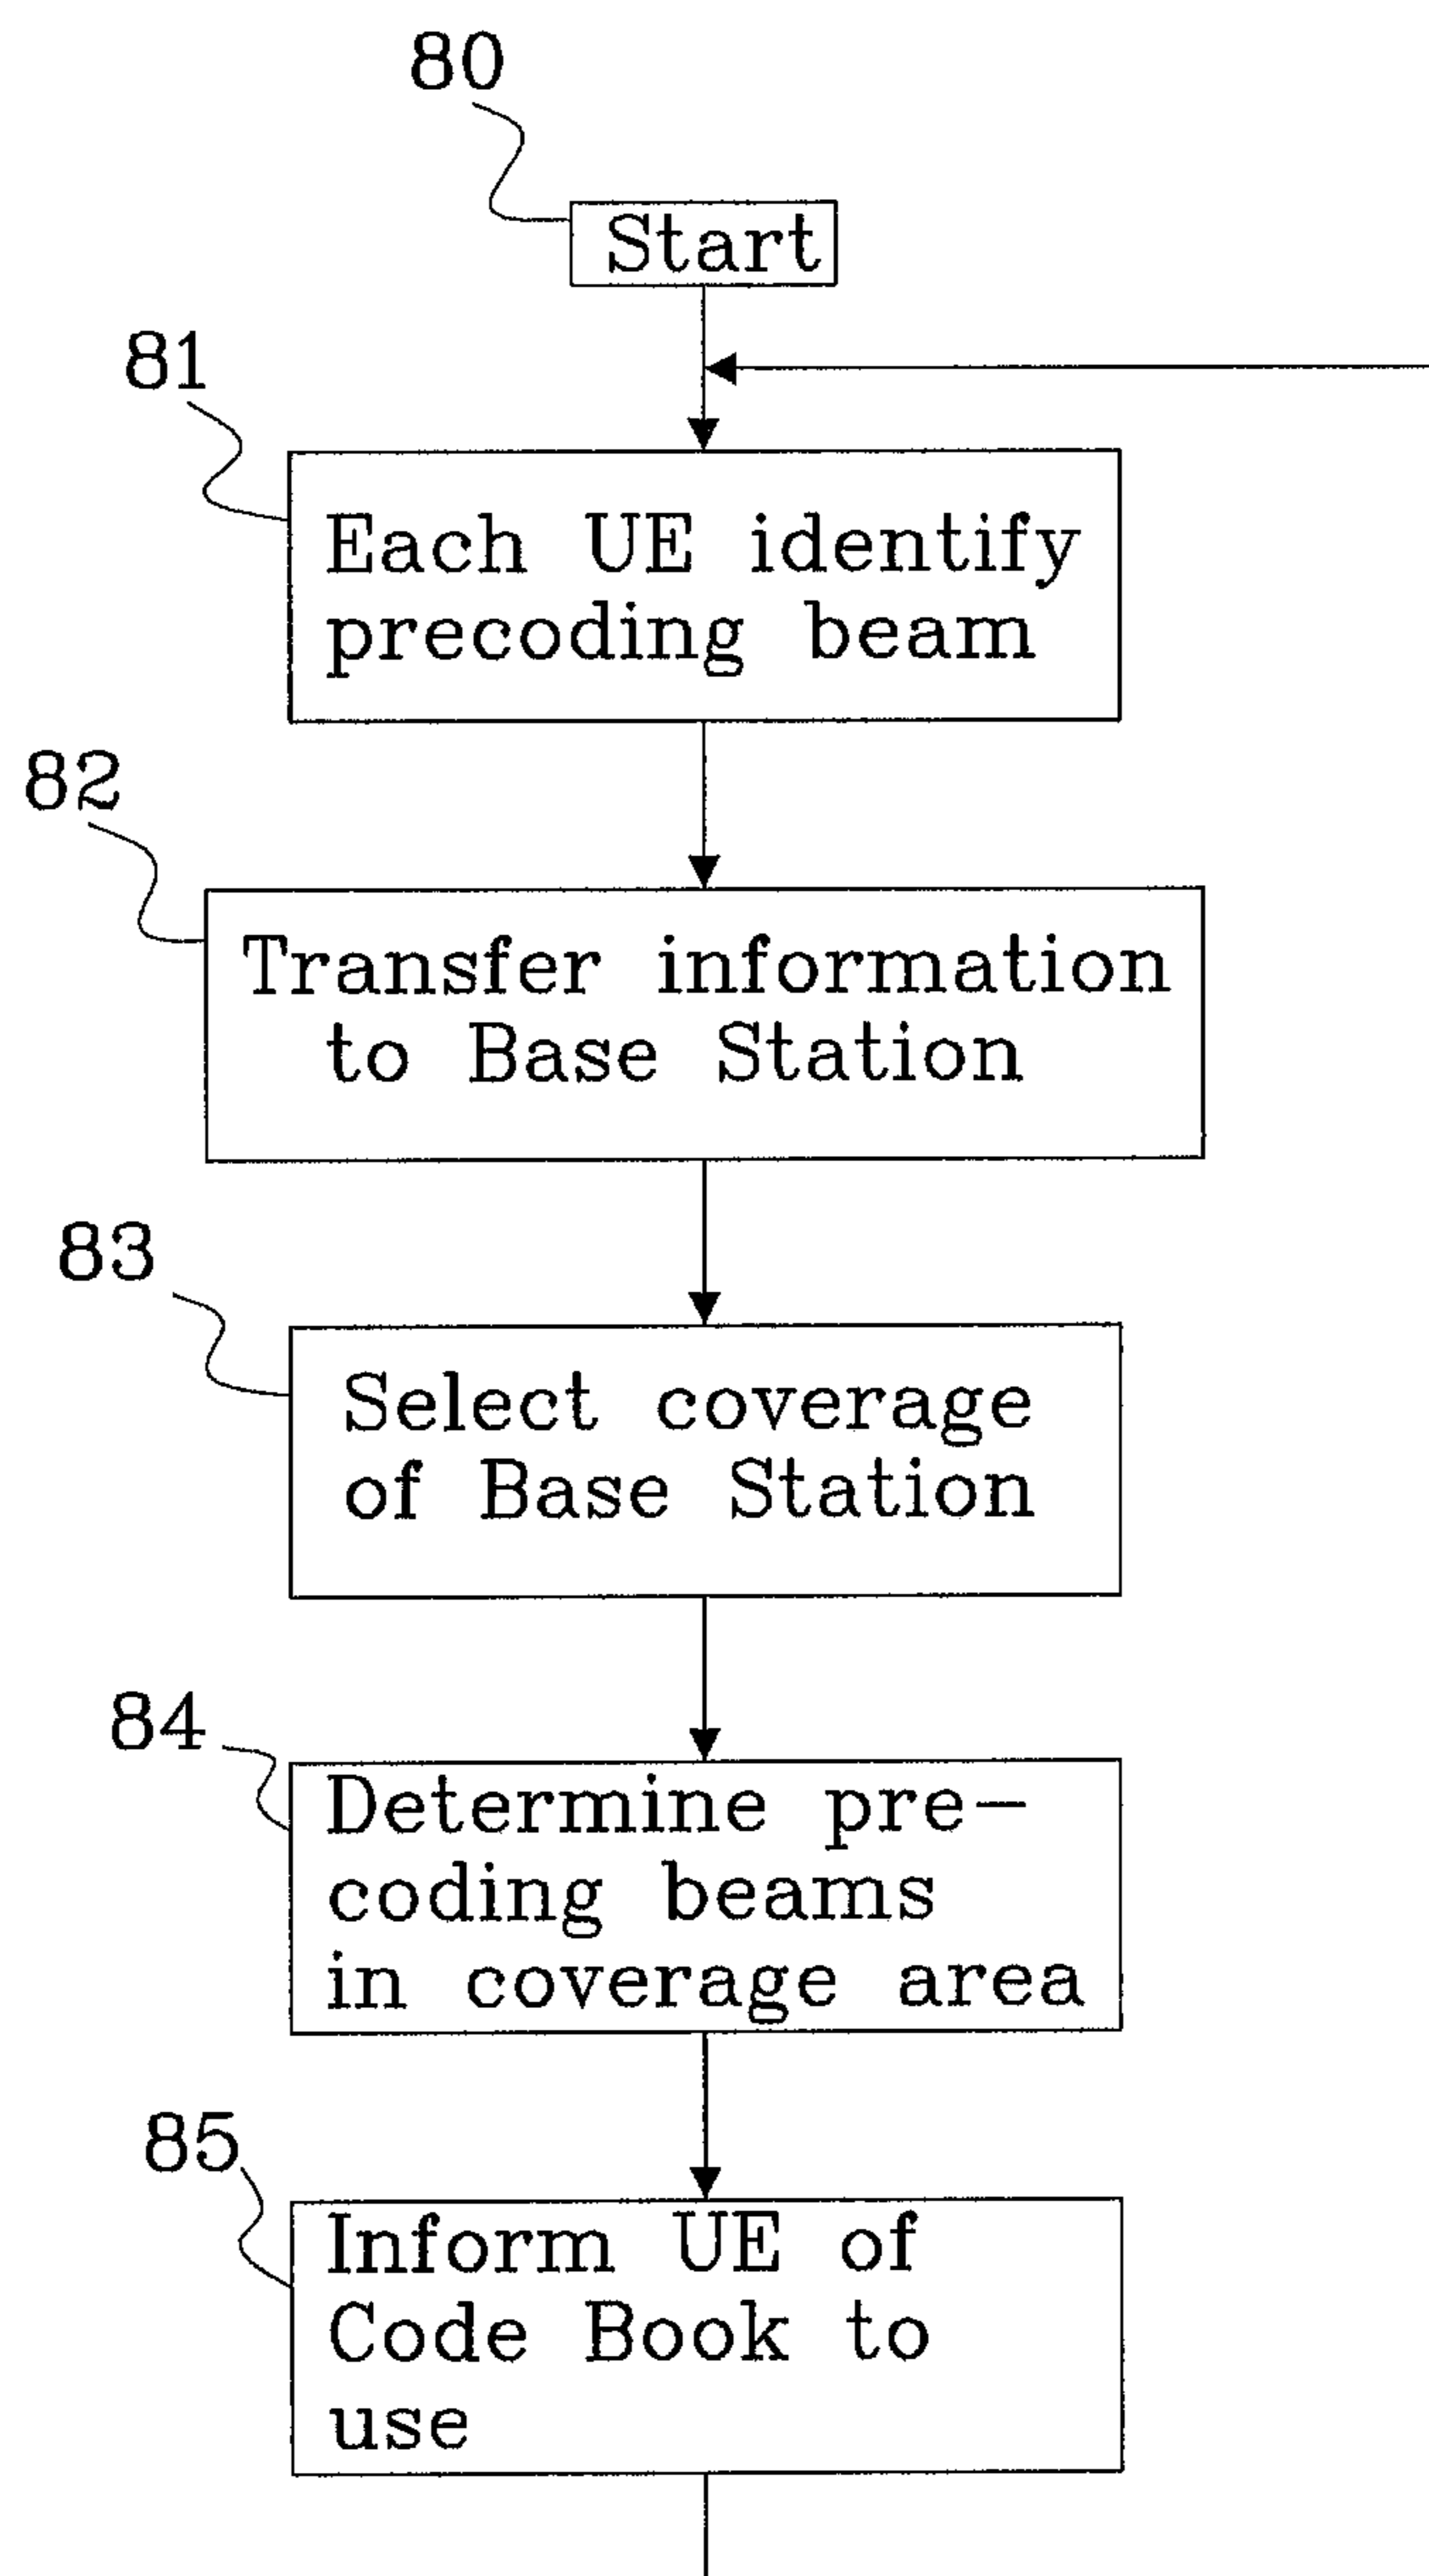 80
Start
81
Each UE identify
precoding beam
82
Transfer information
to Base Station
83
Select coverage
of Base Station
84
Determine pre-
coding beams
in coverage area
85
Inform UE of
Code Book to
use